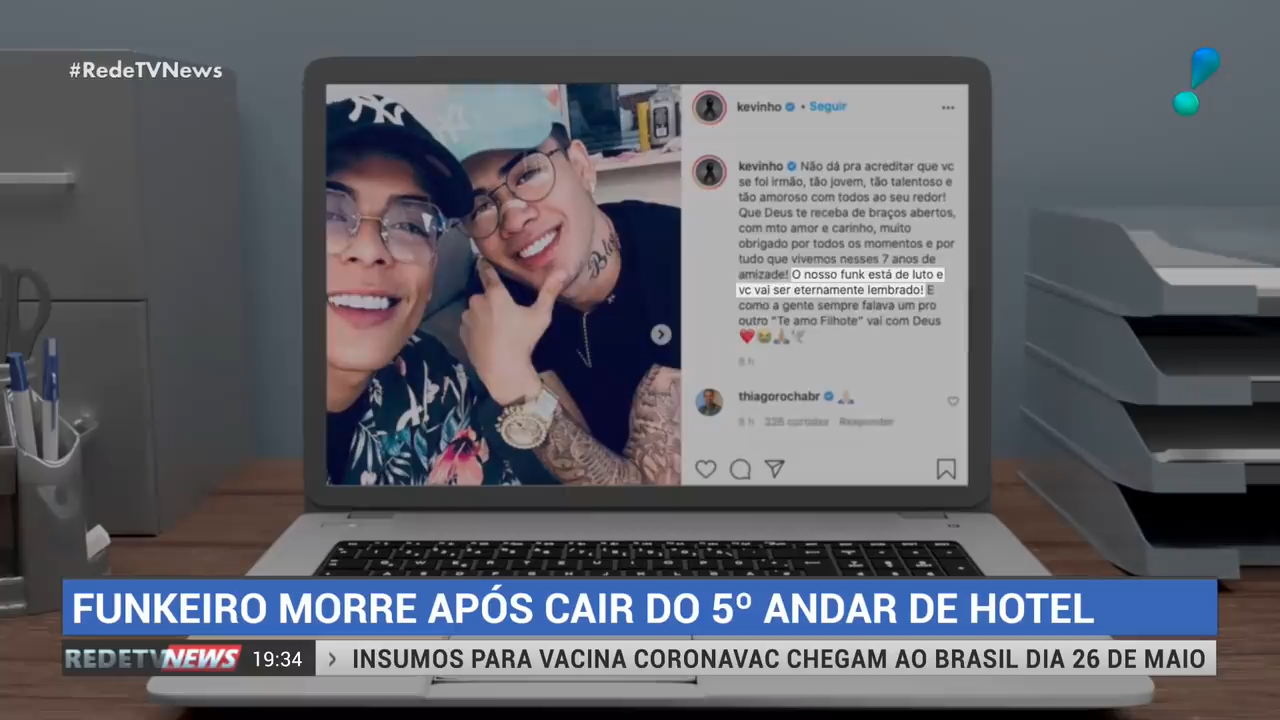 #RedeTVNews
NY
kevinho • Seguir
kevinho Não dá pra acreditar que vc
se foi irmão, tão jovem, tão talentoso e
tão amoroso com todos ao seu redor!
Que Deus te receba de braços abertos,
com mto amor e carinho, muito
obrigado por todos os momentos e por
tudo que vivemos nesses 7 anos de
amizade! O nosso funk está de luto e
vc vai ser eternamente lembrado! E
como a gente sempre falava um pro
outro "Te amo Filhote" vai com Deus
❤️😭🙏🏼🕊️
thiagorochabr 🙏🏼
Responder
FUNKEIRO MORRE APÓS CAIR DO 5º ANDAR DE HOTEL
REDETV NEWS 19:34 › INSUMOS PARA VACINA CORONAVAC CHEGAM AO BRASIL DIA 26 DE MAIO